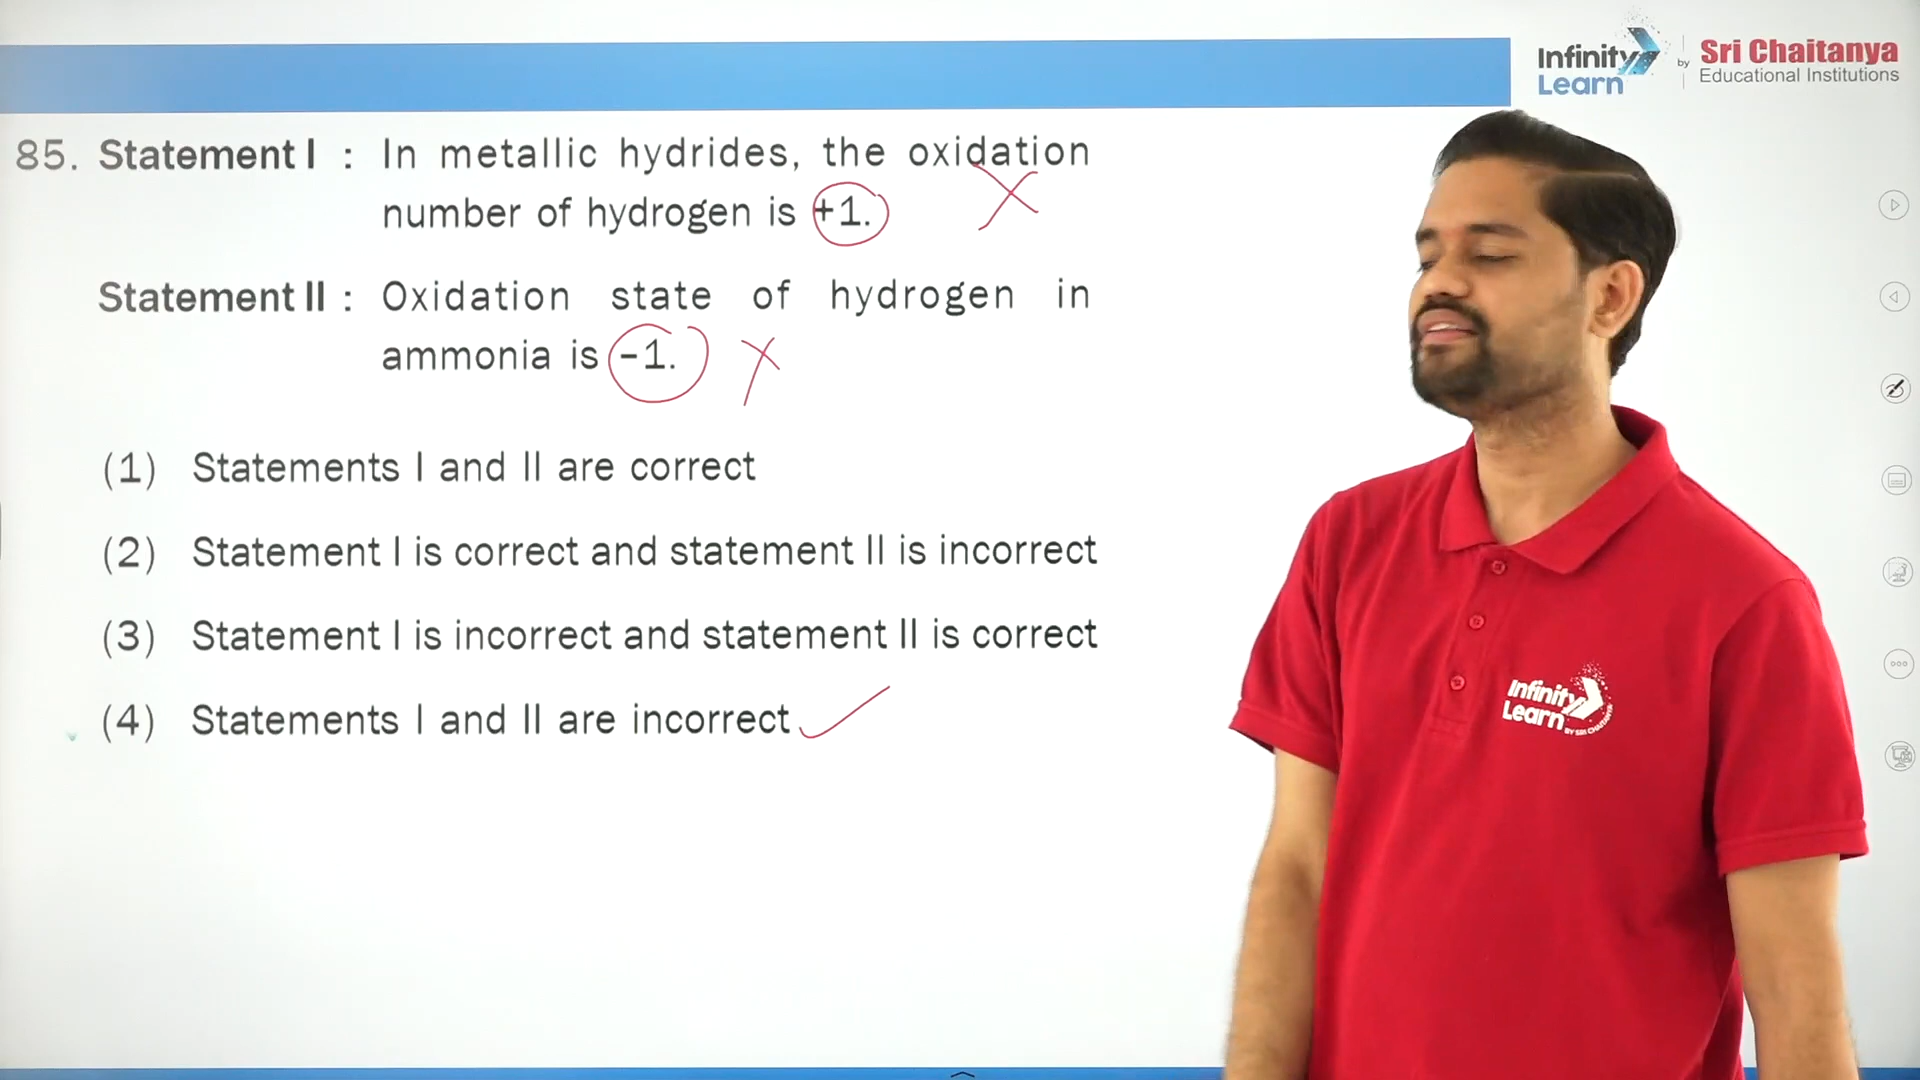 Infinity Learn by Sri Chaitanya
Educational Institutions
85. Statement I : In metallic hydrides, the oxidation
number of hydrogen is +1.
Statement II : Oxidation state of hydrogen in
ammonia is –1.
(1) Statements I and II are correct
(2) Statement I is correct and statement II is incorrect
(3) Statement I is incorrect and statement II is correct
(4) Statements I and II are incorrect
Infinity
Learn
BY SRI CHAITANYA